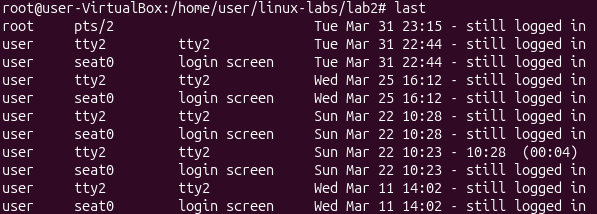 root@user-VirtualBox:/home/user/linux-labs/lab2# last
root     pts/2                         Tue Mar 31 23:15 - still logged in
user     tty2         tty2             Tue Mar 31 22:44 - still logged in
user     seat0        login screen     Tue Mar 31 22:44 - still logged in
user     tty2         tty2             Wed Mar 25 16:12 - still logged in
user     seat0        login screen     Wed Mar 25 16:12 - still logged in
user     tty2         tty2             Sun Mar 22 10:28 - still logged in
user     seat0        login screen     Sun Mar 22 10:28 - still logged in
user     tty2         tty2             Sun Mar 22 10:23 - 10:28  (00:04)
user     seat0        login screen     Sun Mar 22 10:23 - still logged in
user     tty2         tty2             Wed Mar 11 14:02 - still logged in
user     seat0        login screen     Wed Mar 11 14:02 - still logged in